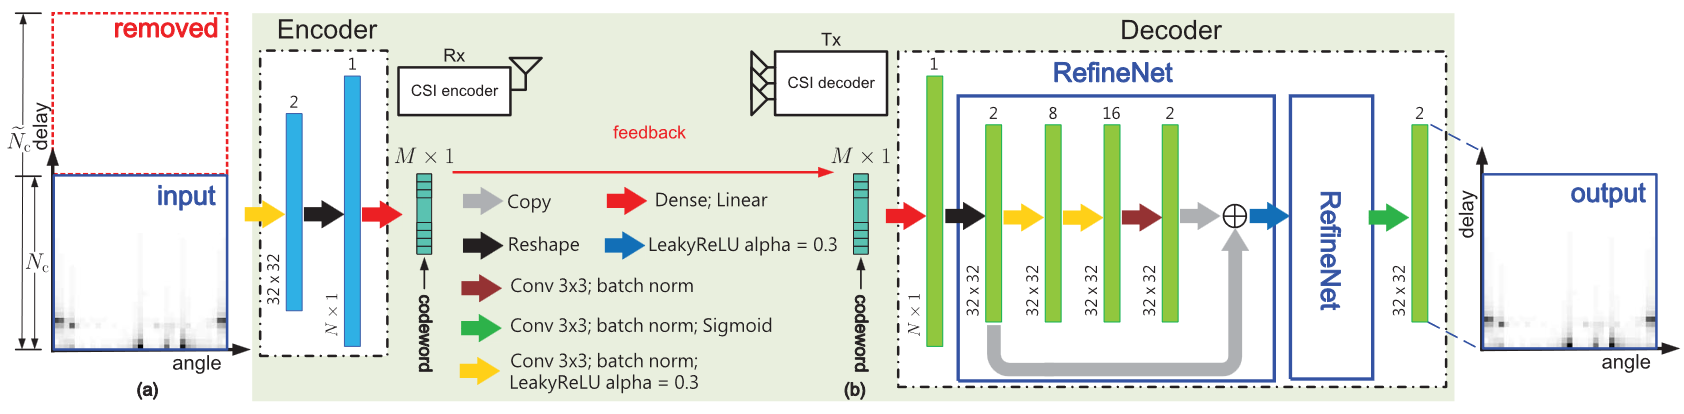 removed
Ñc
delay
input
Nc
angle
(a)
Encoder
2
32 x 32
1
N × 1
Rx
CSI encoder
M × 1
codeword
feedback
Copy
Dense; Linear
Reshape
LeakyReLU alpha = 0.3
Conv 3x3; batch norm
Conv 3x3; batch norm; Sigmoid
Conv 3x3; batch norm;
LeakyReLU alpha = 0.3
Tx
CSI decoder
M × 1
codeword
(b)
Decoder
1
N × 1
RefineNet
2
32 x 32
8
32 x 32
16
32 x 32
2
32 x 32
RefineNet
2
32 x 32
delay
output
angle